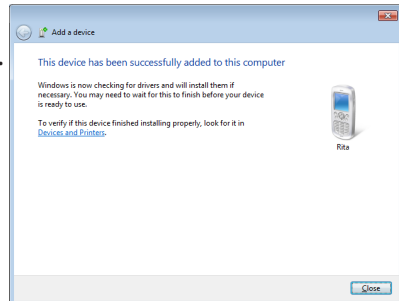 Add a device
This device has been successfully added to this computer
Windows is now checking for drivers and will install them if
necessary. You may need to wait for this to finish before your device
is ready to use.
To verify if this device finished installing properly, look for it in
Devices and Printers.
Rita
Close